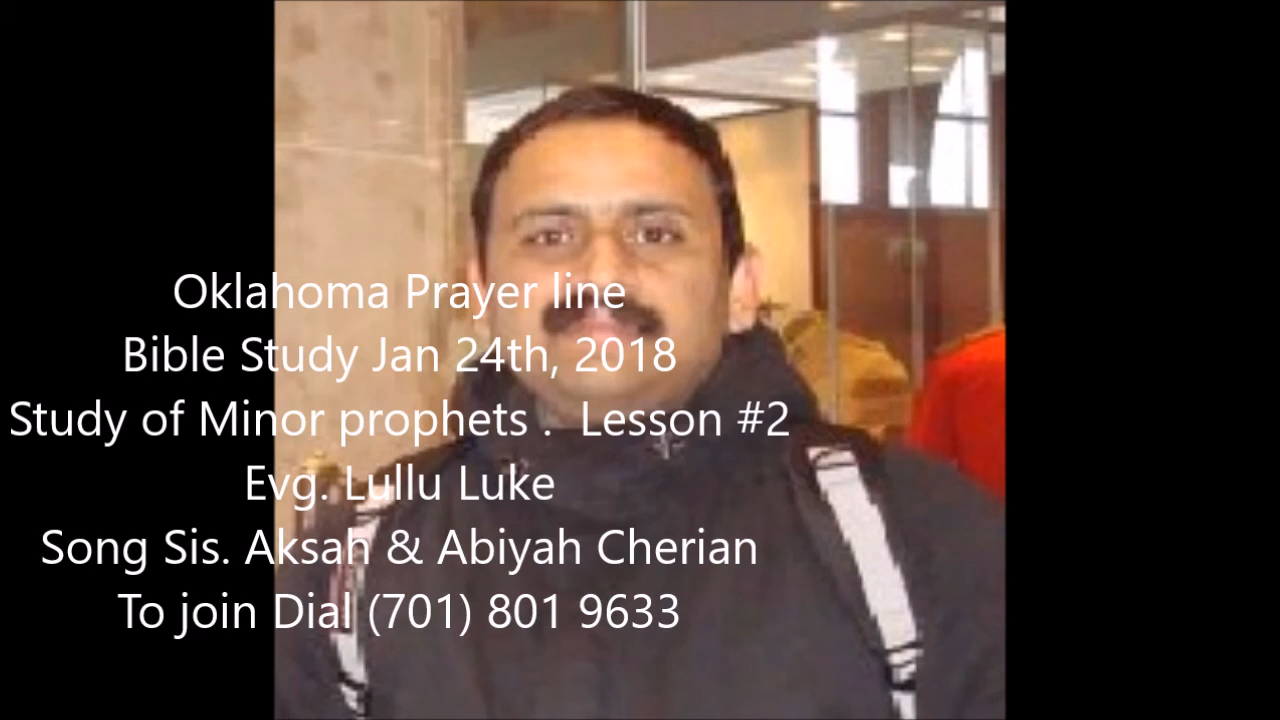 Oklahoma Prayer line
Bible Study Jan 24th, 2018
Study of Minor prophets .  Lesson #2
Evg. Lullu Luke
Song Sis. Aksah & Abiyah Cherian
To join Dial (701) 801 9633